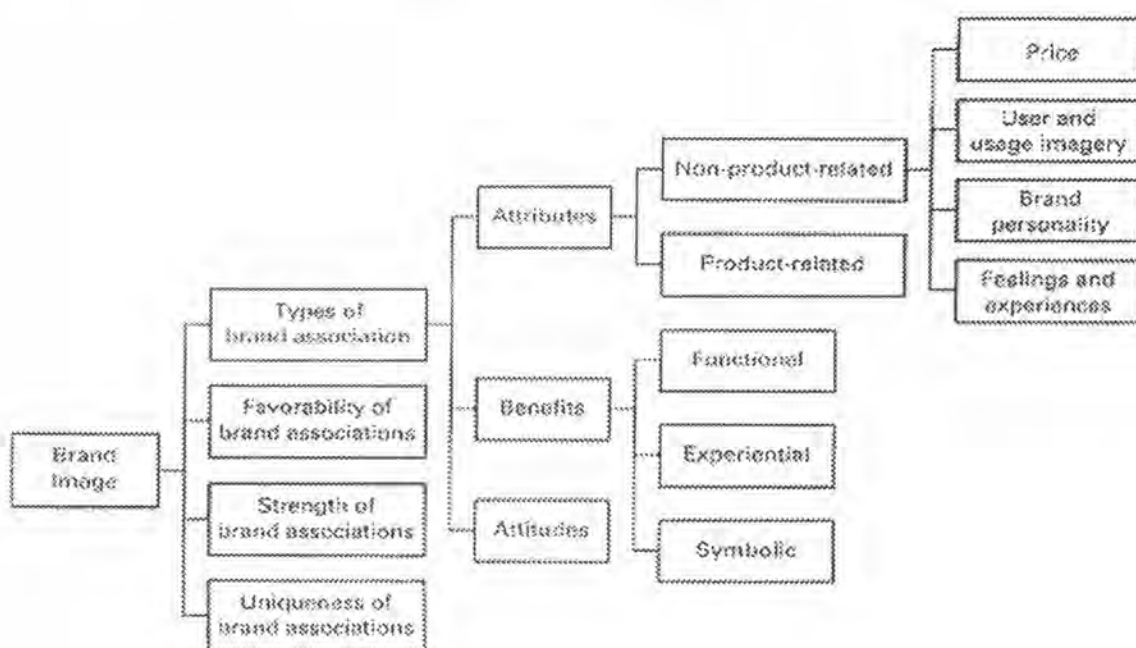 Price
User and
usage imagery
Non-product-related
Brand
personality
Attributes
Product-related
Feelings and
experiences
Types of
brand association
Functional
Favorability of
brand associations
Benefits
Brand
Image
Experiential
Strength of
brand associations
Attitudes
Symbolic
Uniqueness of
brand associations